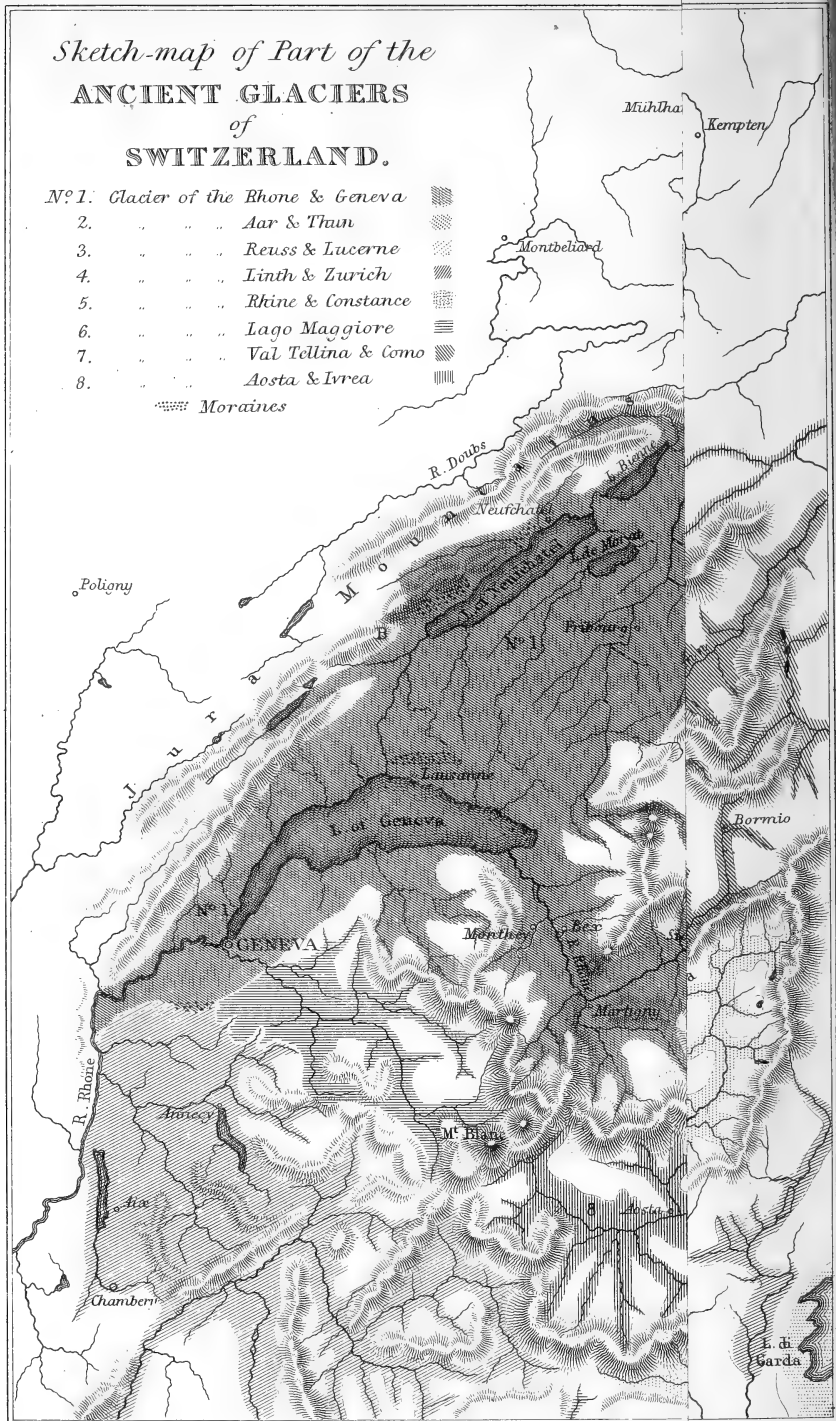 Sketch-map of Part of the
ANCIENT GLACIERS
of
SWITZERLAND.
No. 1. Glacier of the Rhone & Geneva
2. „ „ „ Aar & Thun
3. „ „ „ Reuss & Lucerne
4. „ „ „ Linth & Zurich
5. „ „ „ Rhine & Constance
6. „ „ „ Lago Maggiore
7. „ „ „ Val Tellina & Como
8. „ „ Aosta & Ivrea
Moraines
Mühlha
Kempten
Montbeliard
R. Doubs
L. Bienne
Neufchatel
L. de Morat
L. of Neufchatel
Jura Mountains
Poligny
B
No. 1
Fribourg
Lausanne
L. of Geneva
Bormio
No. 1
GENEVA
Monthey
Bex
R. Rhone
Si
a
Martigny
R. Rhone
Annecy
Mt. Blanc
Aix
8
Aosta
Chambery
L. di
Garda